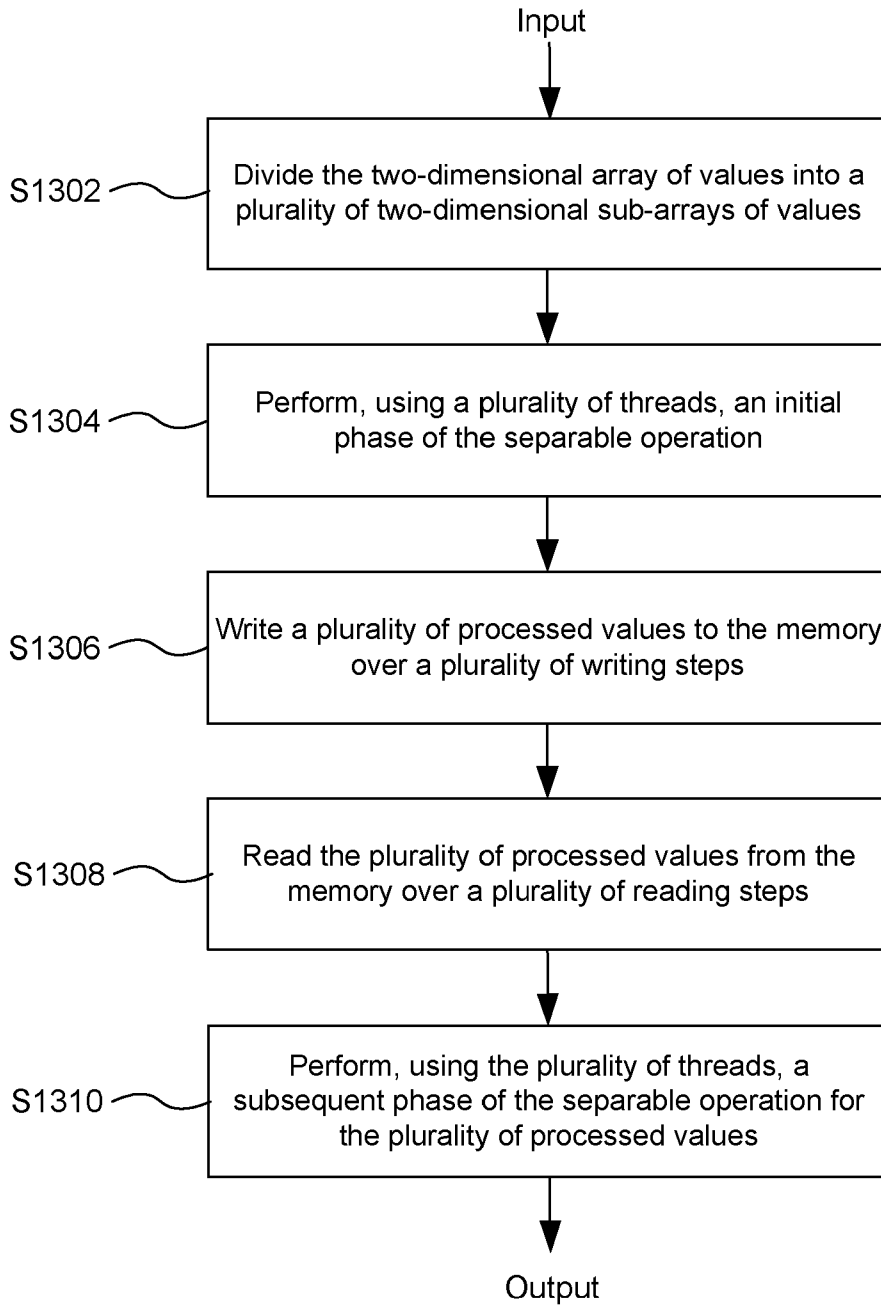 Input
S1302
Divide the two-dimensional array of values into a
plurality of two-dimensional sub-arrays of values
S1304
Perform, using a plurality of threads, an initial
phase of the separable operation
S1306
Write a plurality of processed values to the memory
over a plurality of writing steps
S1308
Read the plurality of processed values from the
memory over a plurality of reading steps
S1310
Perform, using the plurality of threads, a
subsequent phase of the separable operation for
the plurality of processed values
Output